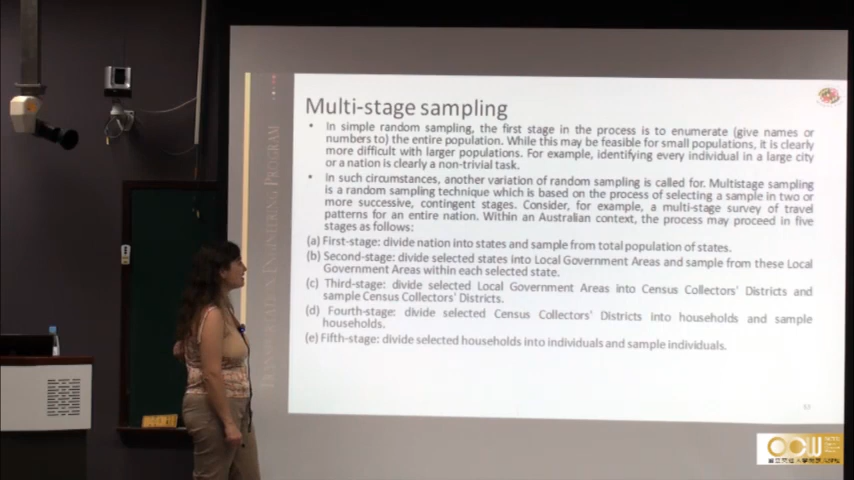 Multi-stage sampling
• In simple random sampling, the first stage in the process is to enumerate (give names or
numbers to) the entire population. While this may be feasible for small populations, it is clearly
more difficult with larger populations. For example, identifying every individual in a large city
or a nation is clearly a non-trivial task.
• In such circumstances, another variation of random sampling is called for. Multistage sampling
is a random sampling technique which is based on the process of selecting a sample in two or
more successive, contingent stages. Consider, for example, a multi-stage survey of travel
patterns for an entire nation. Within an Australian context, the process may proceed in five
stages as follows:
(a) First-stage: divide nation into states and sample from total population of states.
(b) Second-stage: divide selected states into Local Government Areas and sample from these Local
Government Areas within each selected state.
(c) Third-stage: divide selected Local Government Areas into Census Collectors' Districts and
sample Census Collectors' Districts.
(d) Fourth-stage: divide selected Census Collectors' Districts into households and sample
households.
(e) Fifth-stage: divide selected households into individuals and sample individuals.
TRANSPORTATION ENGINEERING PROGRAM
OCW